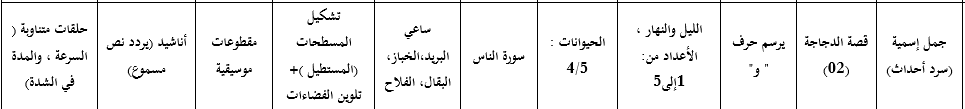 جمل إسمية
(سرد أحداث)
قصة الدجاجة
(02)
يرسم حرف
" و"
الليل والنهار ،
الأعداد من:
1إلى5
الحيوانات :
4/5
سورة الناس
ساعي
البريد،الخباز،
البقال، الفلاح
تشكيل
المسطحات
(المستطيل )+
تلوين الفضاءات
مقطوعات
موسيقية
أناشيد (يردد نص
مسموع)
حلقات متناوبة (
السرعة ، والمدة
في الشدة)